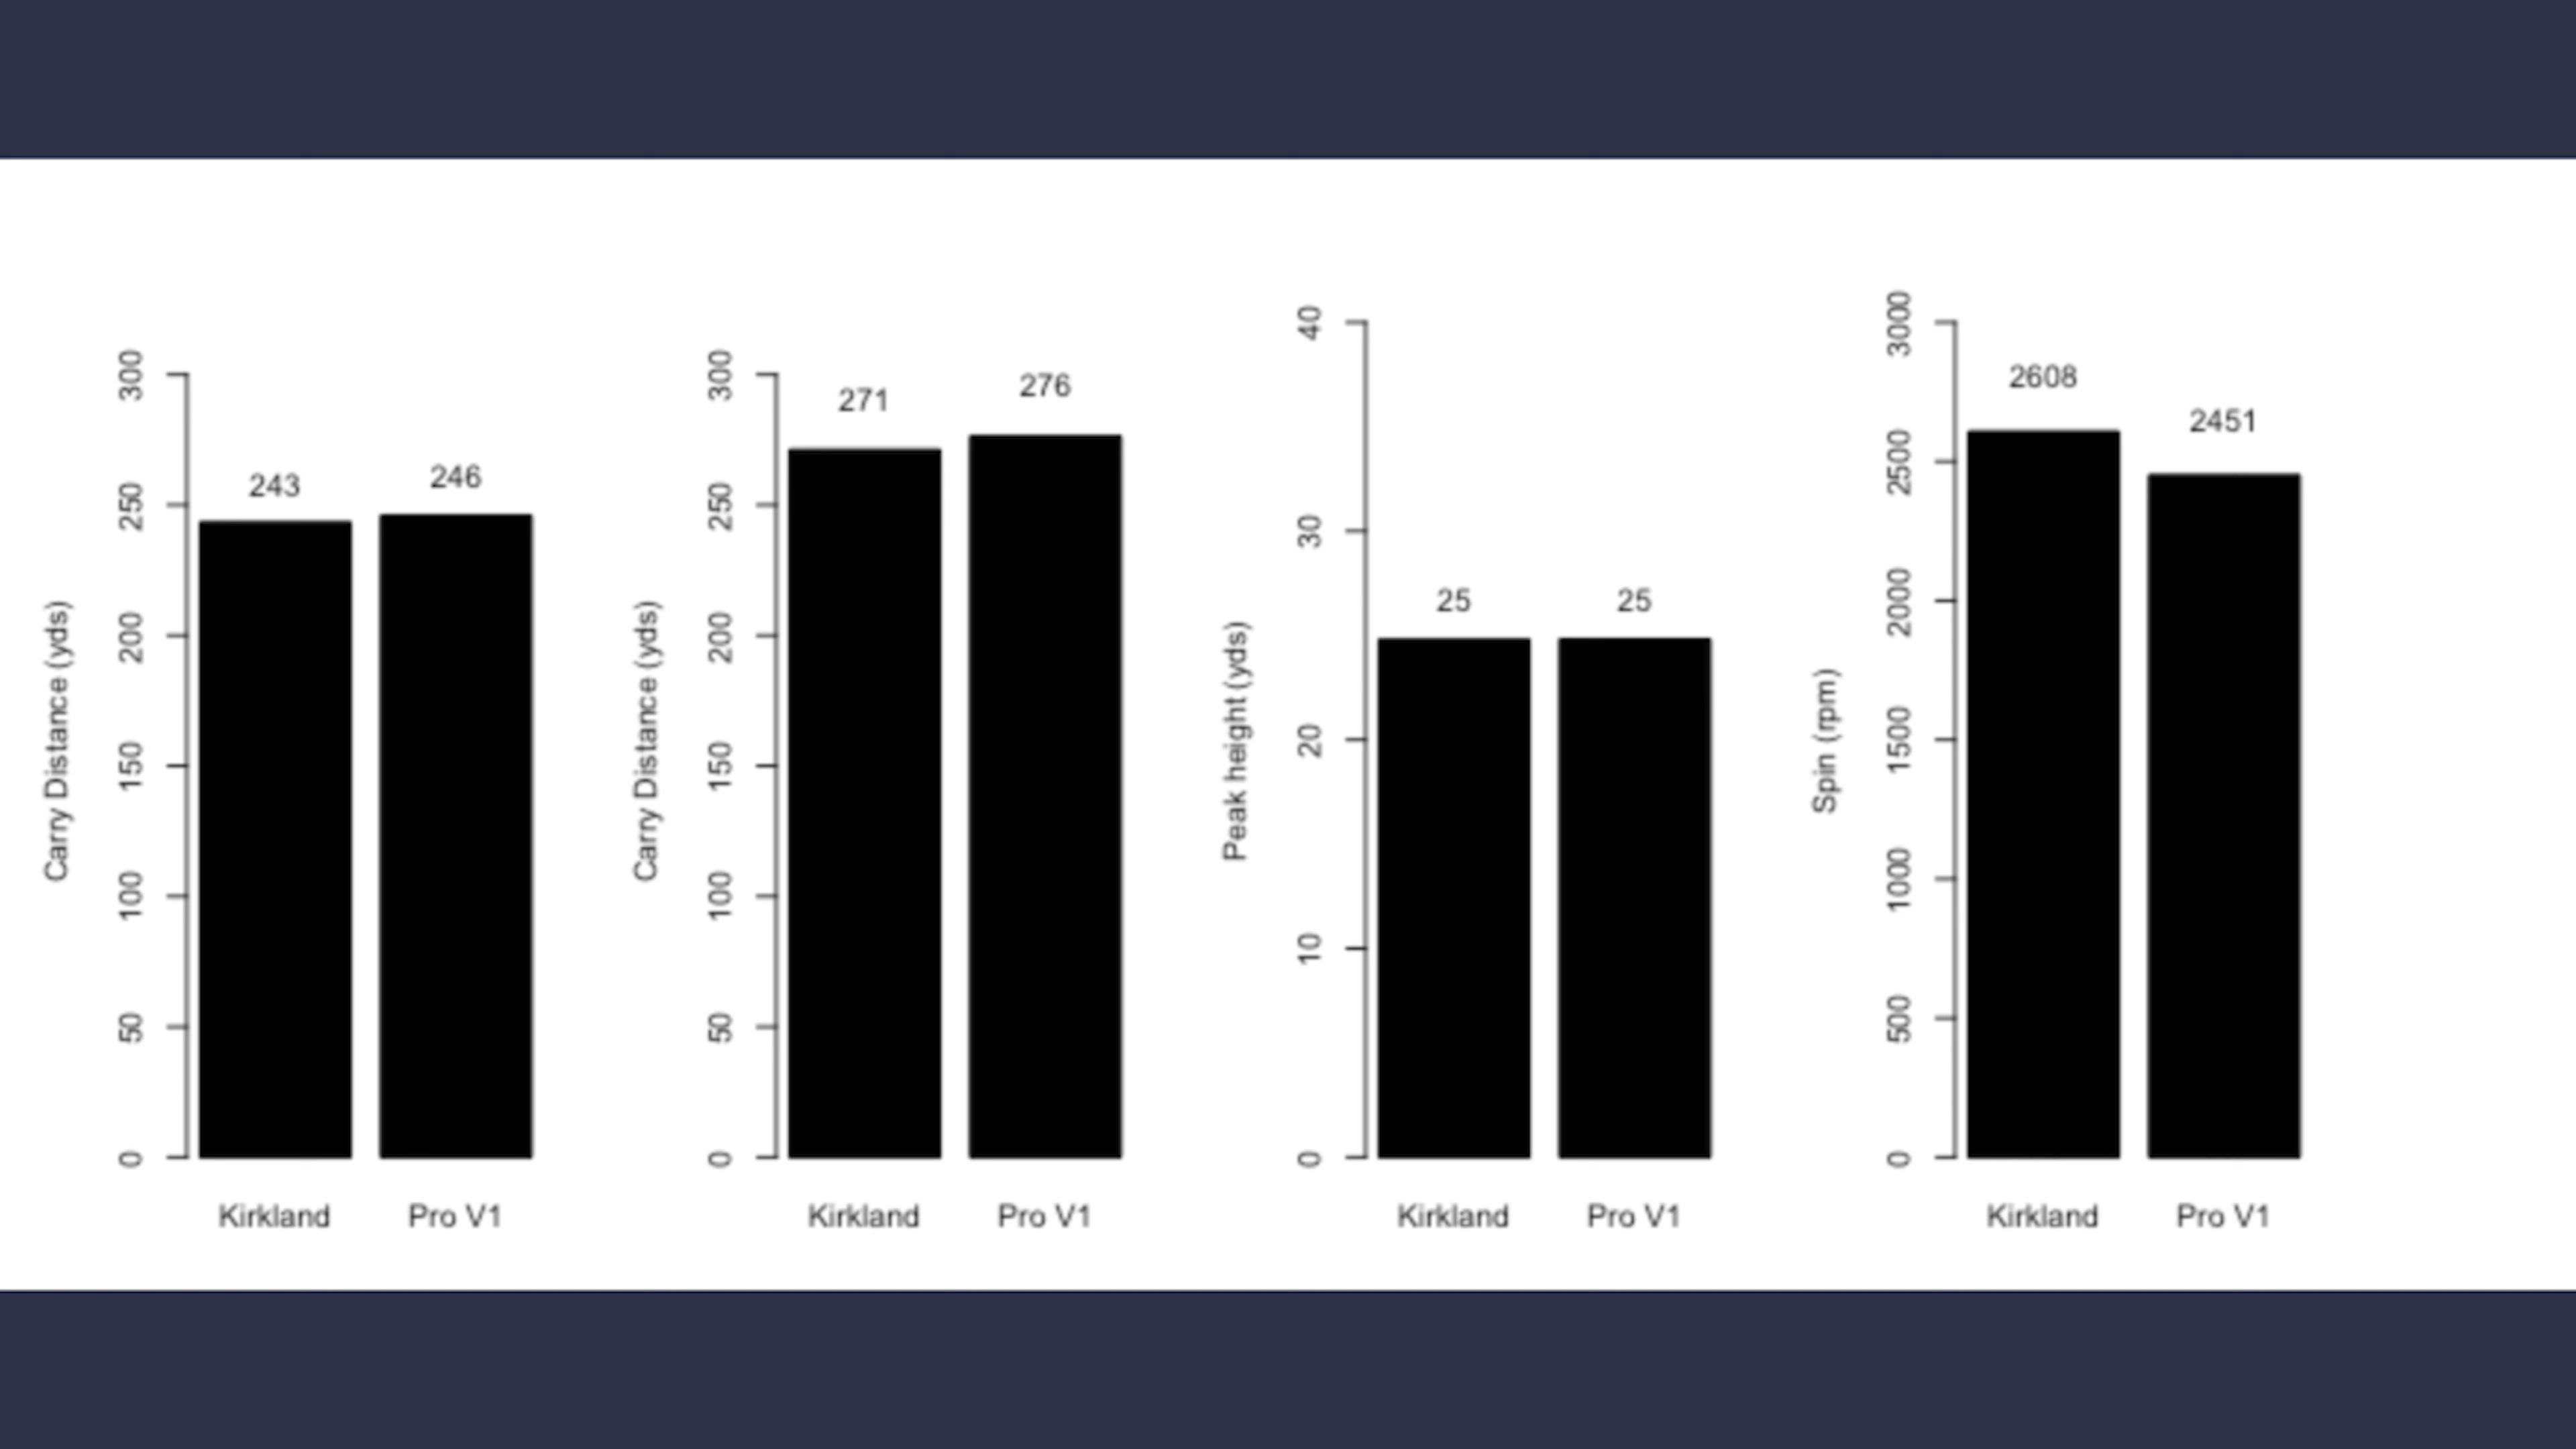 Carry Distance (yds)
300
250
200
150
100
50
0
243
246
Kirkland
Pro V1
Carry Distance (yds)
300
250
200
150
100
50
0
271
276
Kirkland
Pro V1
Peak height (yds)
40
30
20
10
0
25
25
Kirkland
Pro V1
Spin (rpm)
3000
2500
2000
1500
1000
500
0
2608
2451
Kirkland
Pro V1